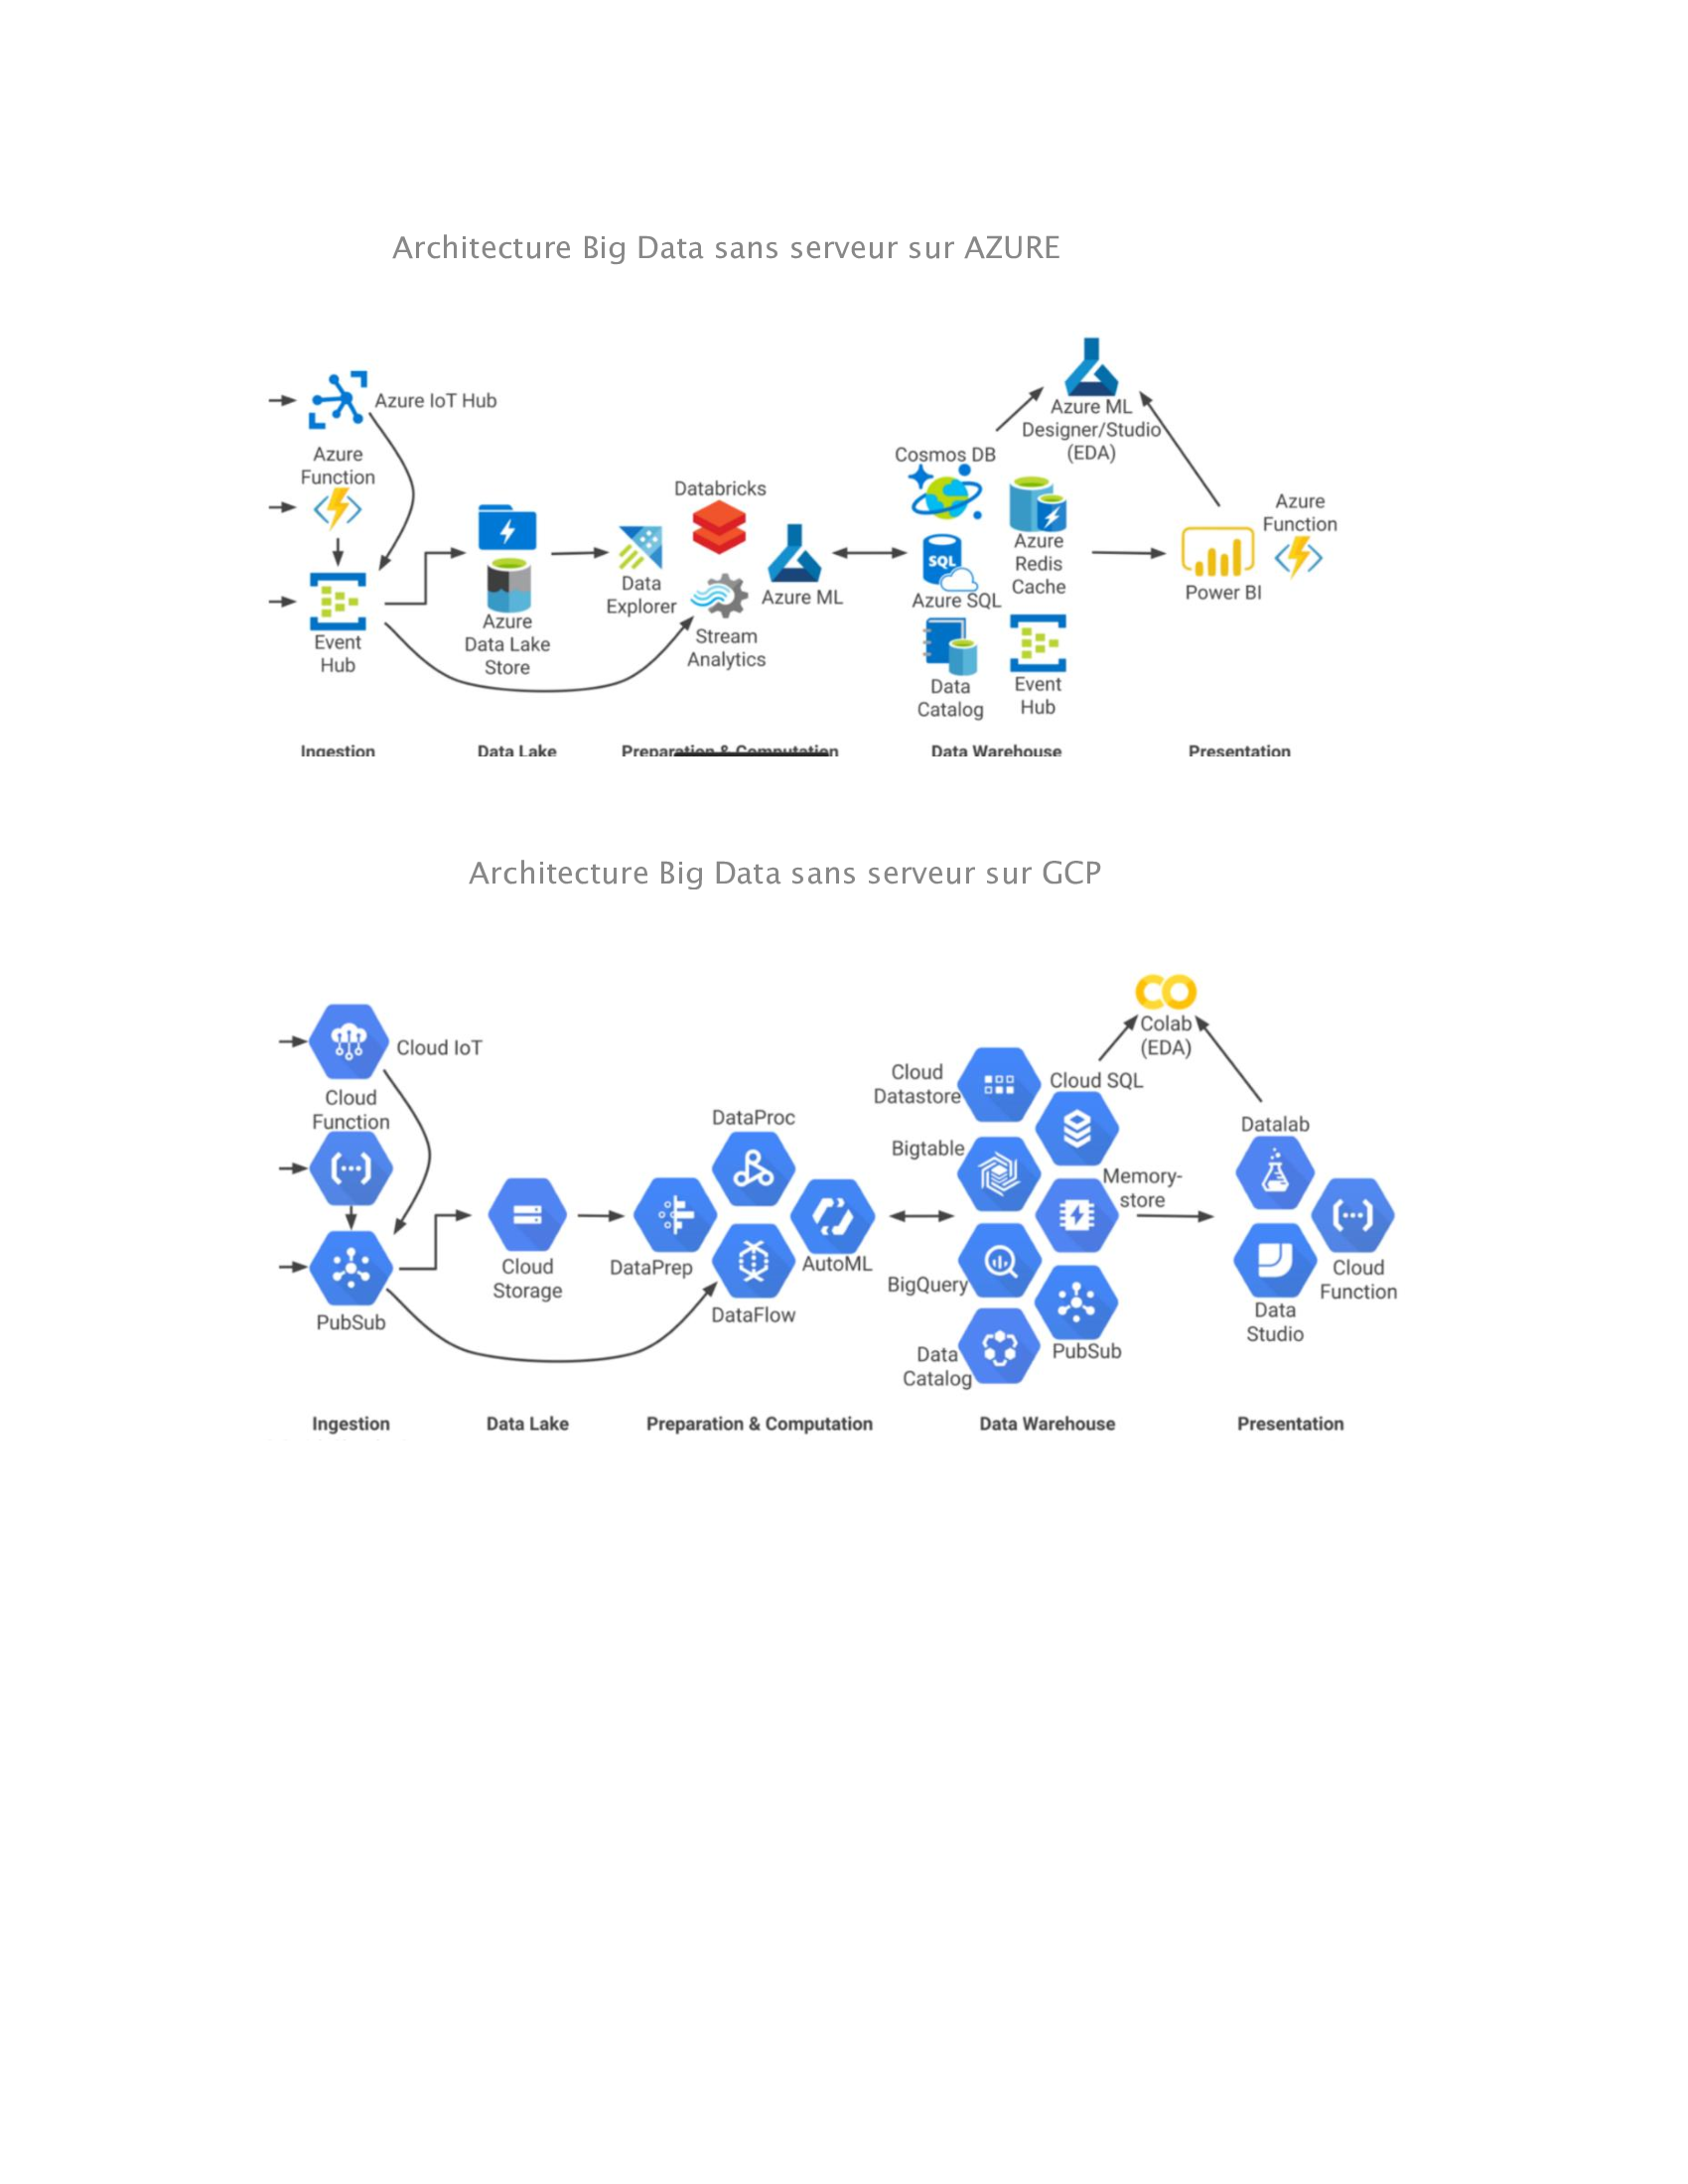 Architecture Big Data sans serveur sur AZURE
Azure IoT Hub
Azure
Function
Event
Hub
Azure
Data Lake
Store
Data
Explorer
Databricks
Stream
Analytics
Azure ML
Cosmos DB
SQL
Azure SQL
Data
Catalog
Azure
Redis
Cache
Event
Hub
Azure ML
Designer/Studio
(EDA)
Power BI
Azure
Function
Ingestion
Data Lake
Preparation & Computation
Data Warehouse
Presentation
Architecture Big Data sans serveur sur GCP
Cloud IoT
Cloud
Function
PubSub
Cloud
Storage
DataPrep
DataProc
DataFlow
AutoML
Cloud
Datastore
Cloud SQL
Bigtable
Memory-
store
BigQuery
PubSub
Data
Catalog
CO
Colab
(EDA)
Datalab
Data
Studio
Cloud
Function
Ingestion
Data Lake
Preparation & Computation
Data Warehouse
Presentation